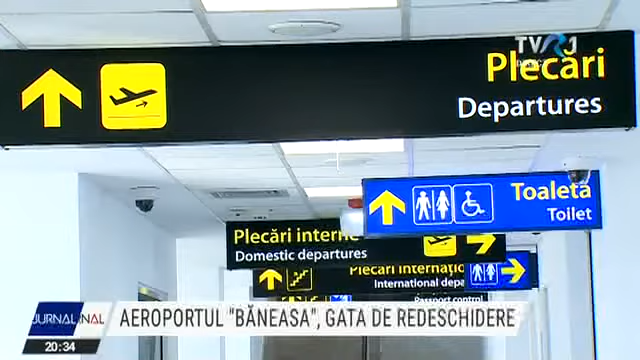 TVR1
Plecări
Departures
Toaletă
Toilet
Plecări interne
Domestic departures
Plecări internațio
International depa
Passport control
JURNAL
20:34
AEROPORTUL "BĂNEASA", GATA DE REDESCHIDERE